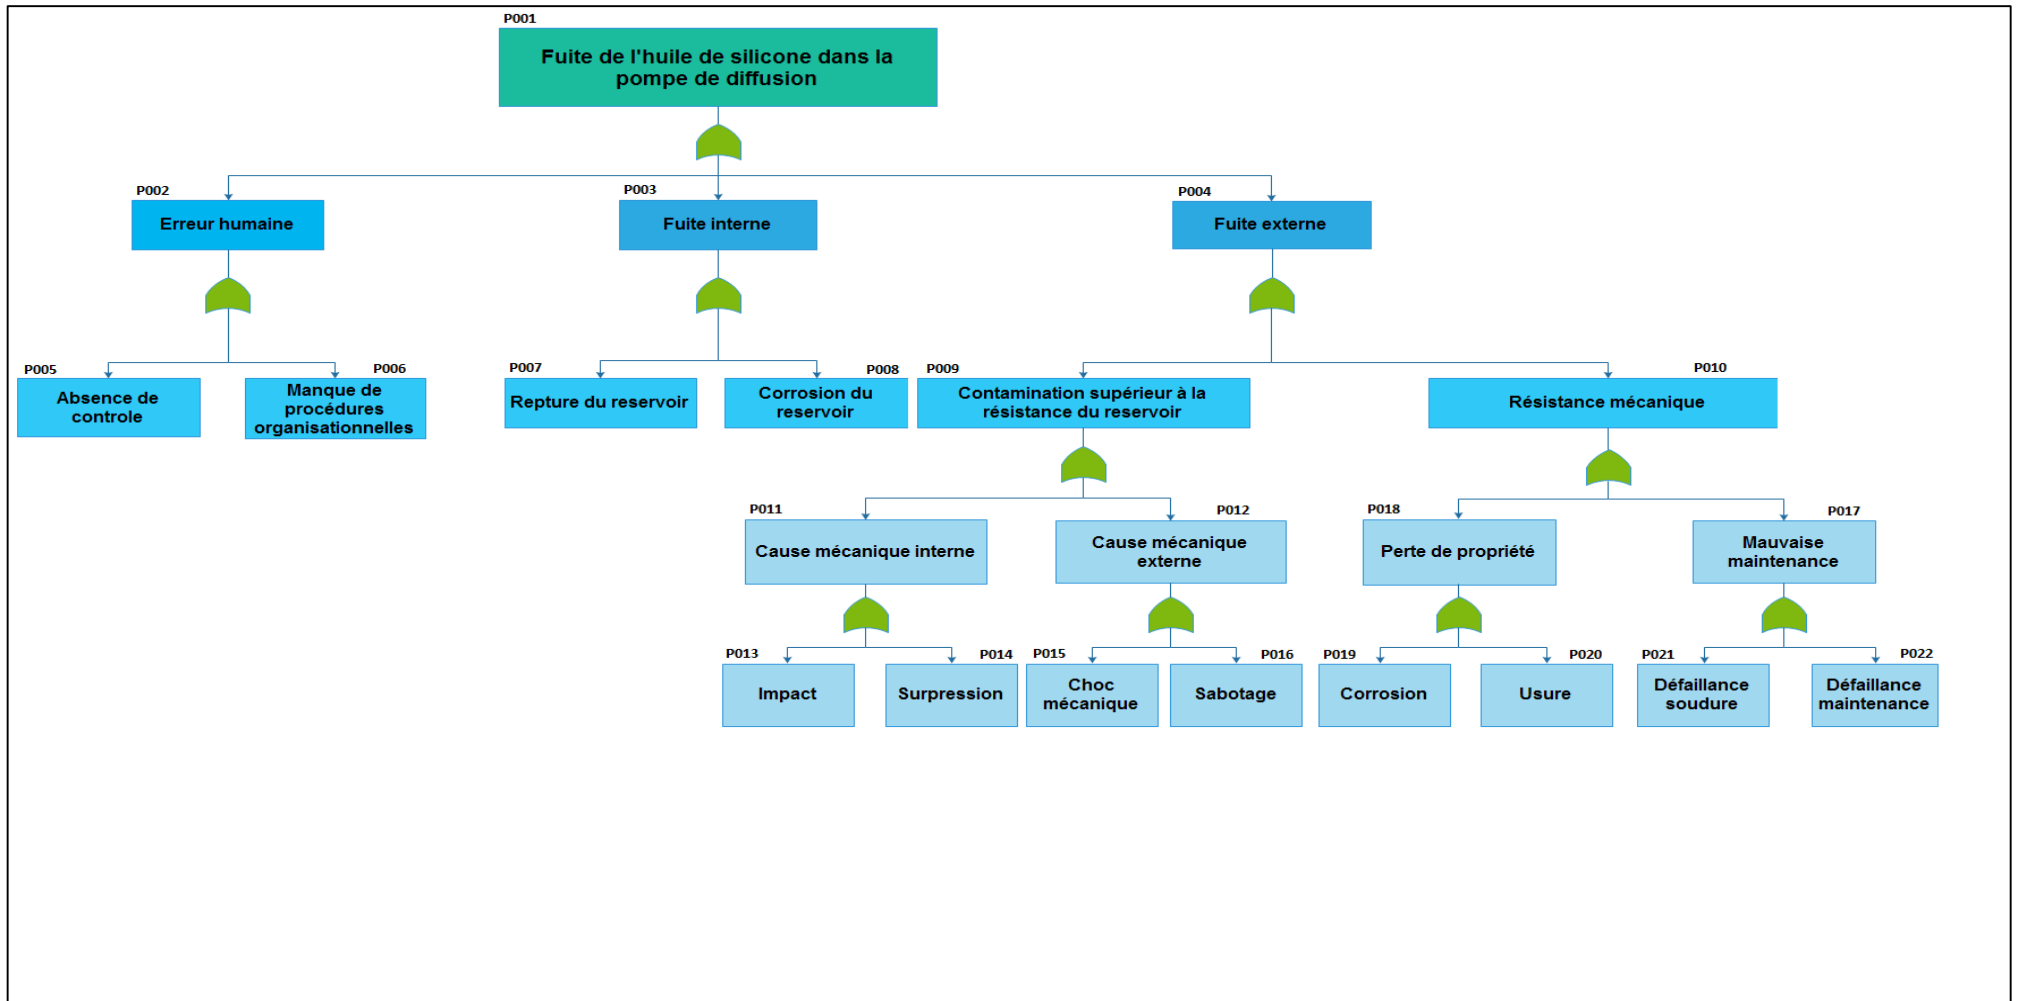 P001
Fuite de l'huile de silicone dans la
pompe de diffusion
P002
Erreur humaine
P003
Fuite interne
P004
Fuite externe
P005
Absence de
controle
P006
Manque de
procédures
organisationnelles
P007
Repture du reservoir
P008
Corrosion du
reservoir
P009
Contamination supérieur à la
résistance du reservoir
P010
Résistance mécanique
P011
Cause mécanique interne
P012
Cause mécanique
externe
P018
Perte de propriété
P017
Mauvaise
maintenance
P013
Impact
P014
Surpression
P015
Choc
mécanique
P016
Sabotage
P019
Corrosion
P020
Usure
P021
Défaillance
soudure
P022
Défaillance
maintenance